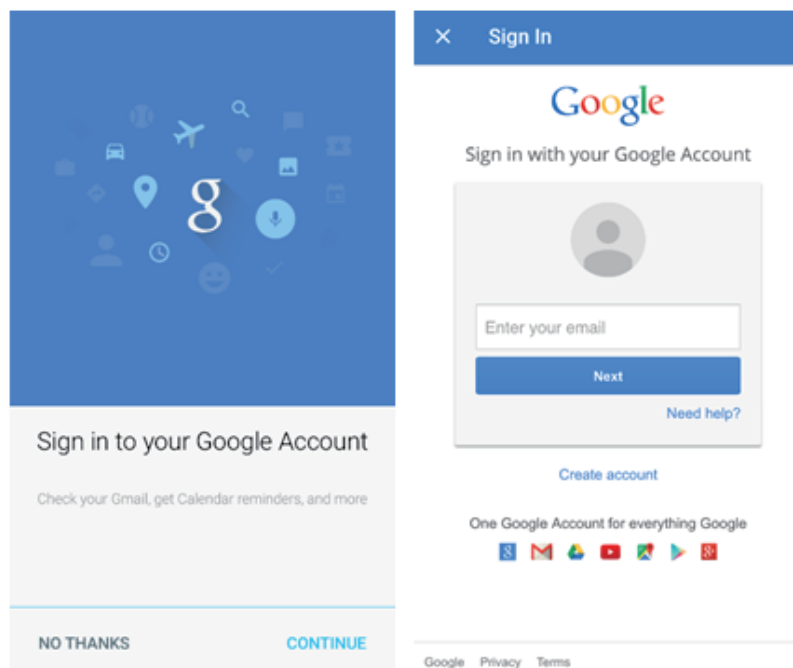 g
Sign in to your Google Account
Check your Gmail, get Calendar reminders, and more
NO THANKS CONTINUE
× Sign In
Google
Sign in with your Google Account
Enter your email
Next
Need help?
Create account
One Google Account for everything Google
Google Privacy Terms